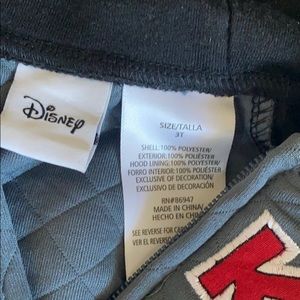 Disney
SIZE/TALLA
3T
SHELL:100% POLYESTER/
EXTERIOR:100% POLIÉSTER
HOOD LINING:100% POLYESTER/
FORRO INTERIOR:100% POLIÉSTER
EXCLUSIVE OF DECORATION/
EXCLUSIVO DE DECORACIÓN
RN#86947
MADE IN CHINA/
HECHO EN CHINA
SEE REVERSE FOR CARE
VER EL REVERSO